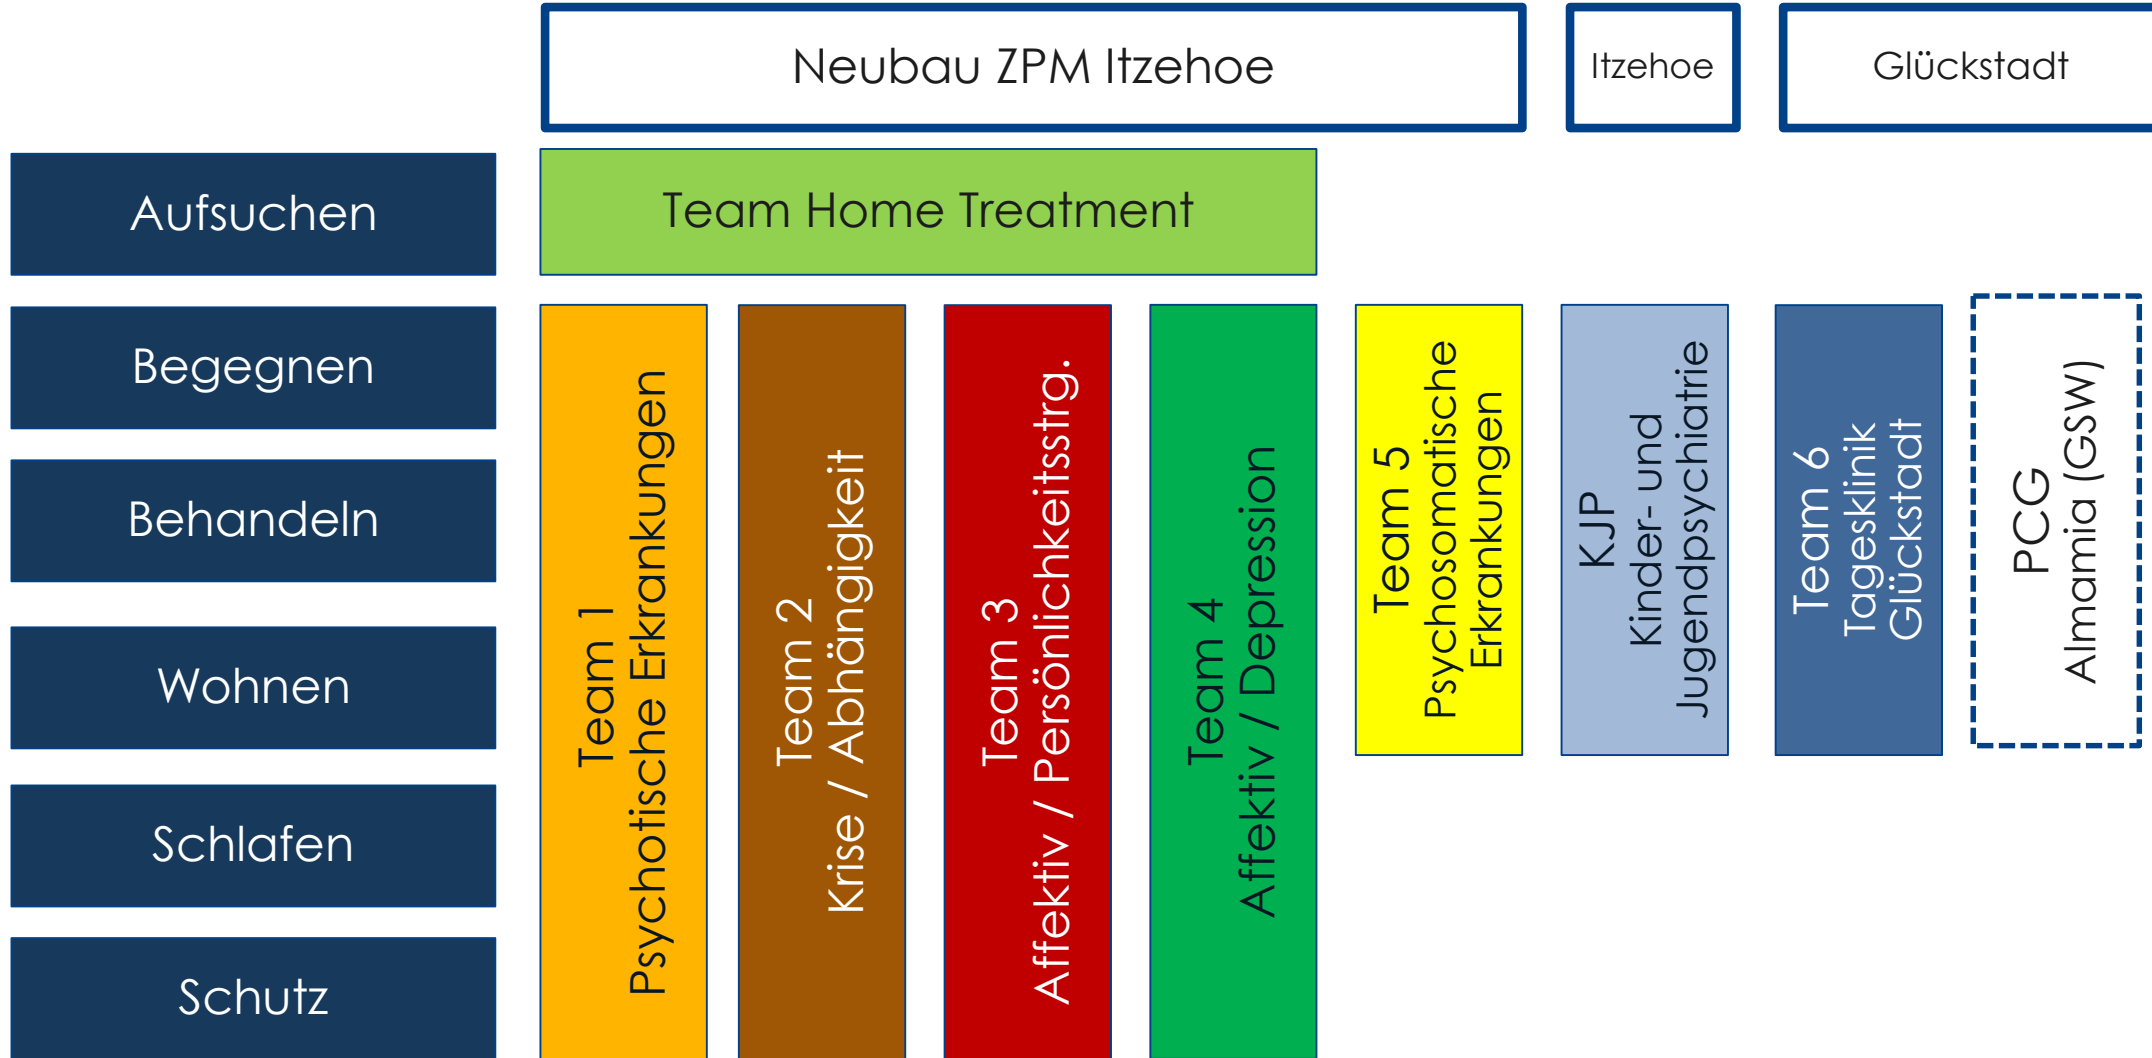 Neubau ZPM Itzehoe
Itzehoe
Glückstadt
Aufsuchen
Team Home Treatment
Begegnen
Behandeln
Wohnen
Schlafen
Schutz
Team 1
Psychotische Erkrankungen
Team 2
Krise / Abhängigkeit
Team 3
Affektiv / Persönlichkeitsstrg.
Team 4
Affektiv / Depression
Team 5
Psychosomatische
Erkrankungen
KJP
Kinder- und
Jugendpsychiatrie
Team 6
Tagesklinik
Glückstadt
PCG
Almamia (GSW)